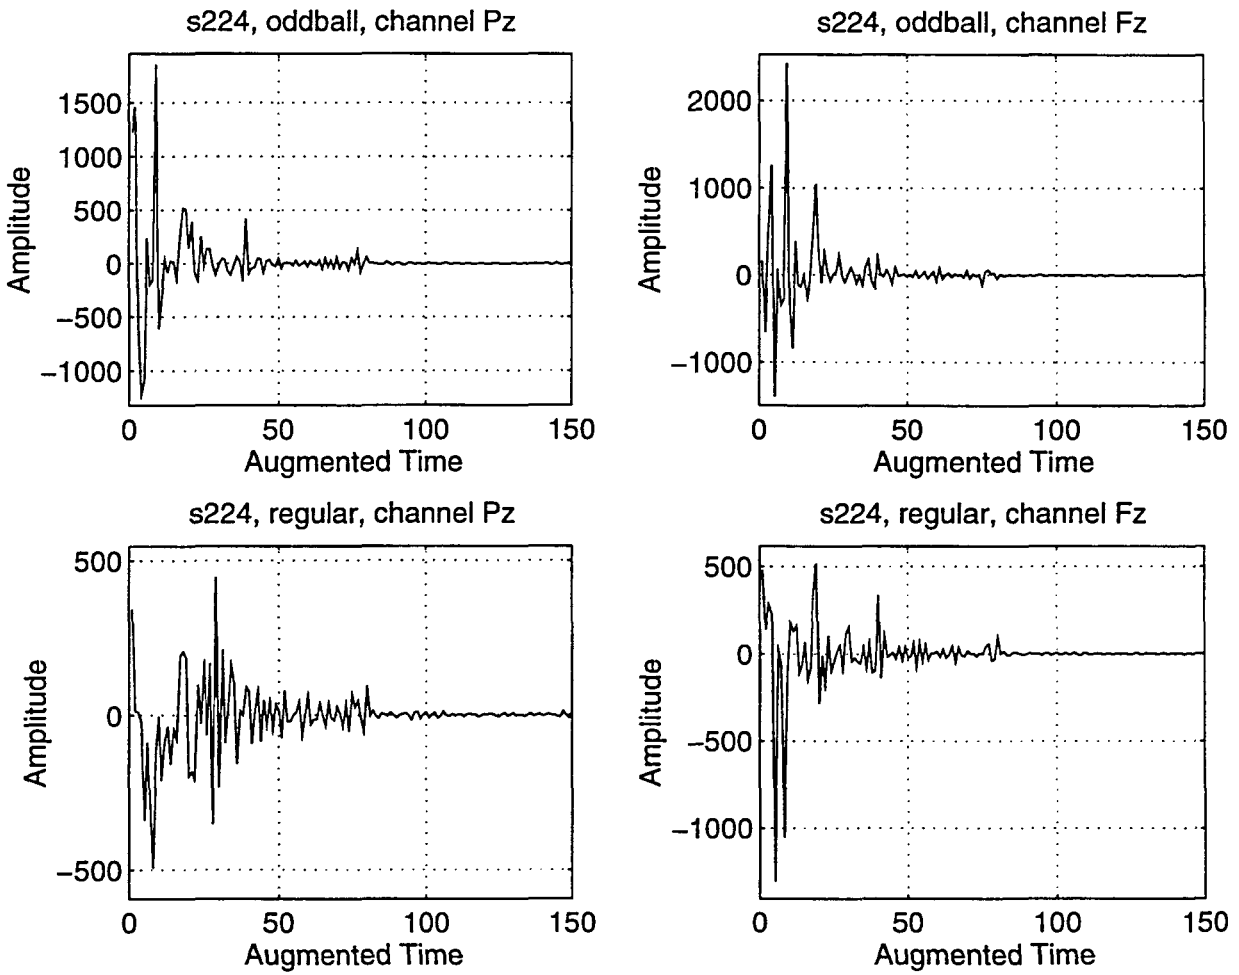 s224, oddball, channel Pz
1500
1000
500
0
−500
−1000
Amplitude
0 50 100 150
Augmented Time
s224, oddball, channel Fz
2000
1000
0
−1000
Amplitude
0 50 100 150
Augmented Time
s224, regular, channel Pz
500
0
−500
Amplitude
0 50 100 150
Augmented Time
s224, regular, channel Fz
500
0
−500
−1000
Amplitude
0 50 100 150
Augmented Time